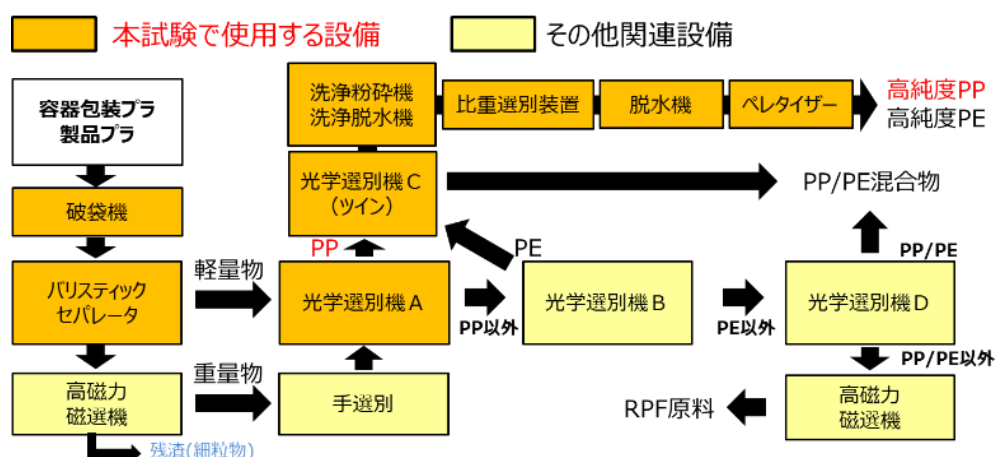 本試験で使用する設備
その他関連設備
容器包装プラ
製品プラ
破袋機
バリスティック
セパレータ
高磁力
磁選機
残渣(細粒物)
軽量物
重量物
手選別
光学選別機A
PP
光学選別機C
(ツイン)
洗浄粉砕機
洗浄脱水機
比重選別装置
脱水機
ペレタイザー
高純度PP
高純度PE
PP/PE混合物
PE
PP以外
光学選別機B
PE以外
光学選別機D
PP/PE
PP/PE以外
高磁力
磁選機
RPF原料